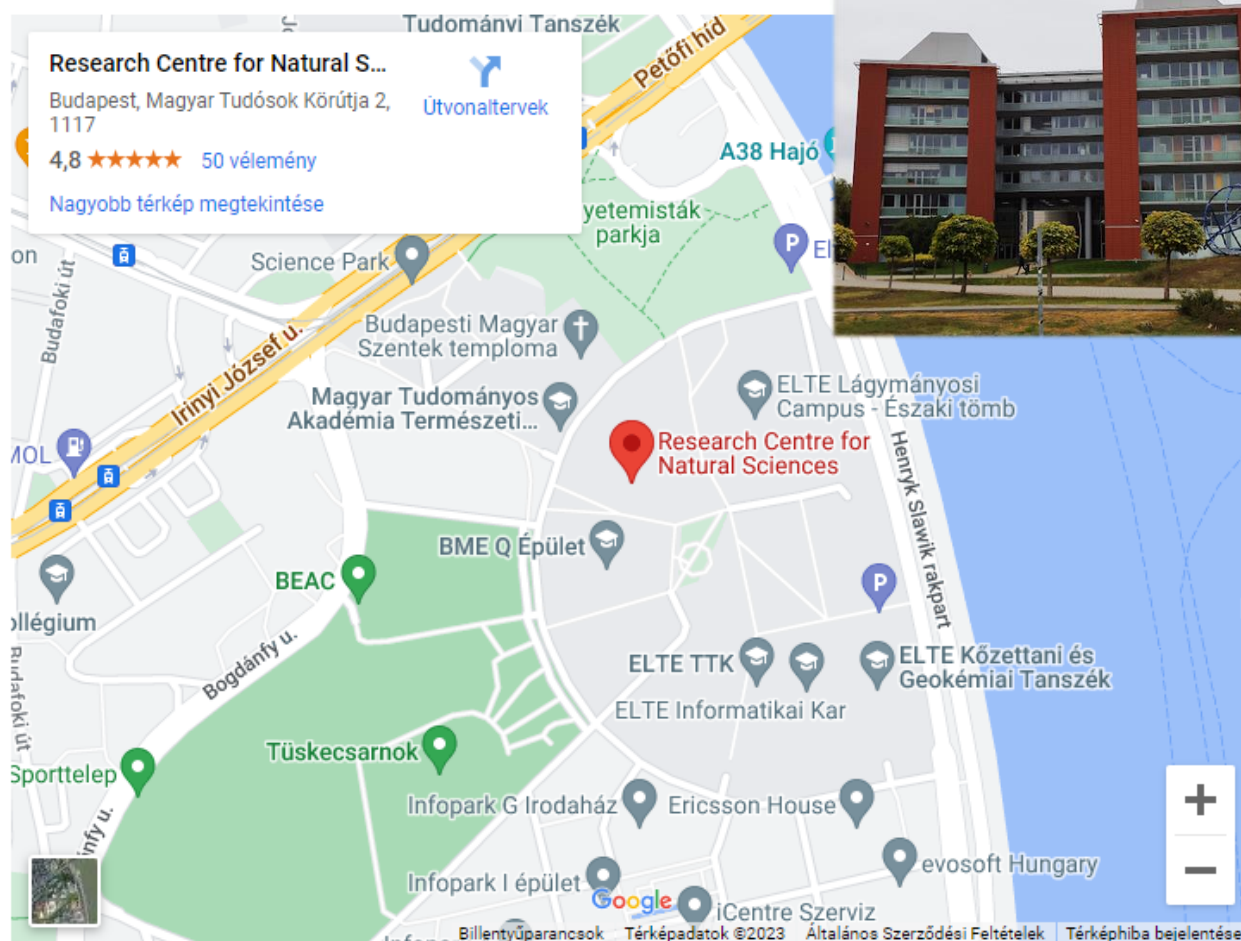 Tudományi Tanszék
Petőfi híd
Research Centre for Natural S...
Budapest, Magyar Tudósok Körútja 2,
1117
4,8
50 vélemény
Útvonaltervek
Nagyobb térkép megtekintése
A38 Hajó
yetemisták
parkja
P
El
on
Science Park
Budafoki út
Budapesti Magyar
Szentek temploma
Irinyi József u.
Magyar Tudományos
Akadémia Természeti...
ELTE Lágymányosi
Campus - Északi tömb
MOL
Research Centre for
Natural Sciences
Henryk Slawik rakpart
BME Q Épület
BEAC
P
ollégium
Bogdánfy u.
Budafoki út
ELTE TTK
ELTE Kőzettani és
Geokémiai Tanszék
ELTE Informatikai Kar
Tüskecsarnok
Sporttelep
Infopark G Irodaház
Ericsson House
ánfy u.
evosoft Hungary
Infopark I épület
Google
iCentre Szerviz
Billentyűparancsok
Térképadatok ©2023
Általános Szerződési Feltételek
Térképhiba bejelentése